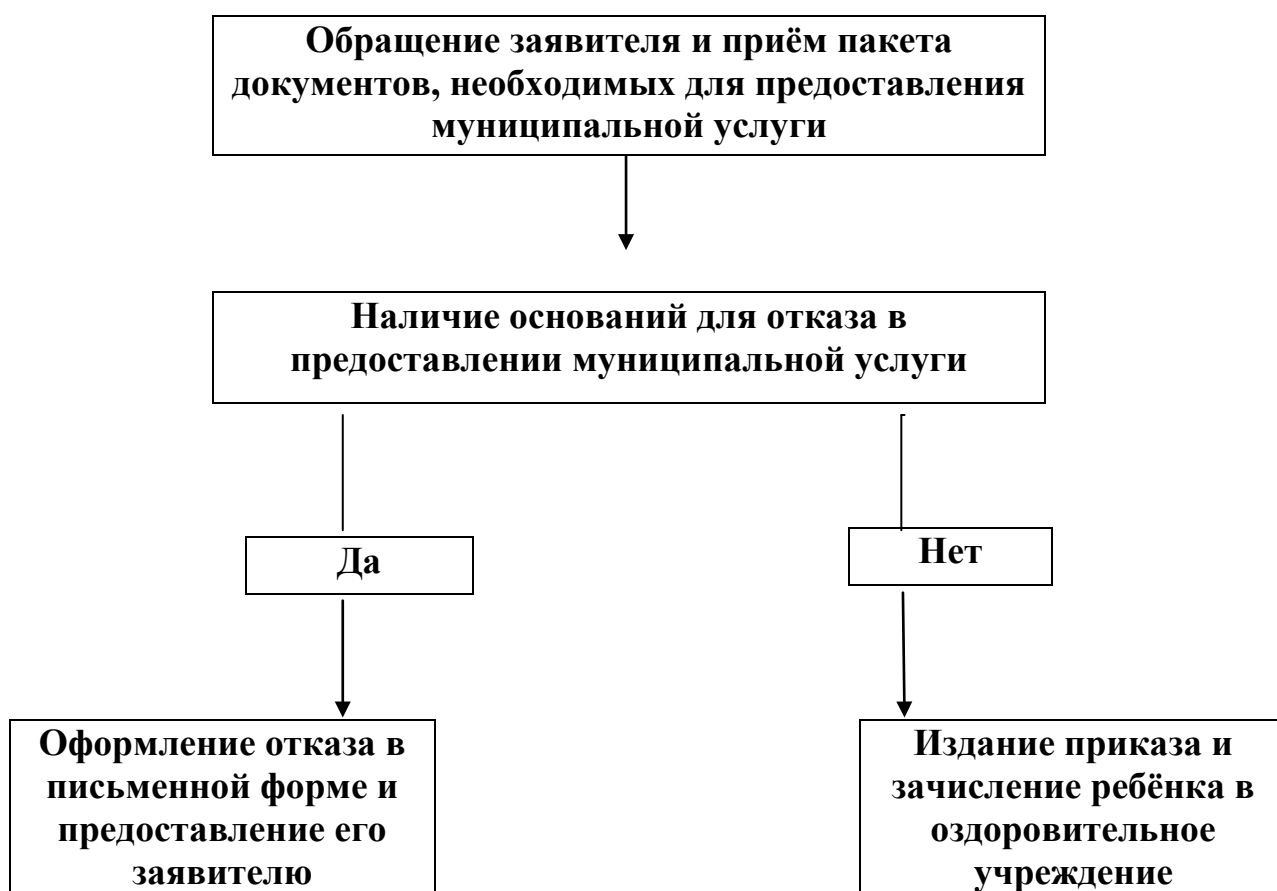 Обращение заявителя и приём пакета
документов, необходимых для предоставления
муниципальной услуги
Наличие оснований для отказа в
предоставлении муниципальной услуги
Да
Нет
Оформление отказа в
письменной форме и
предоставление его
заявителю
Издание приказа и
зачисление ребёнка в
оздоровительное
учреждение